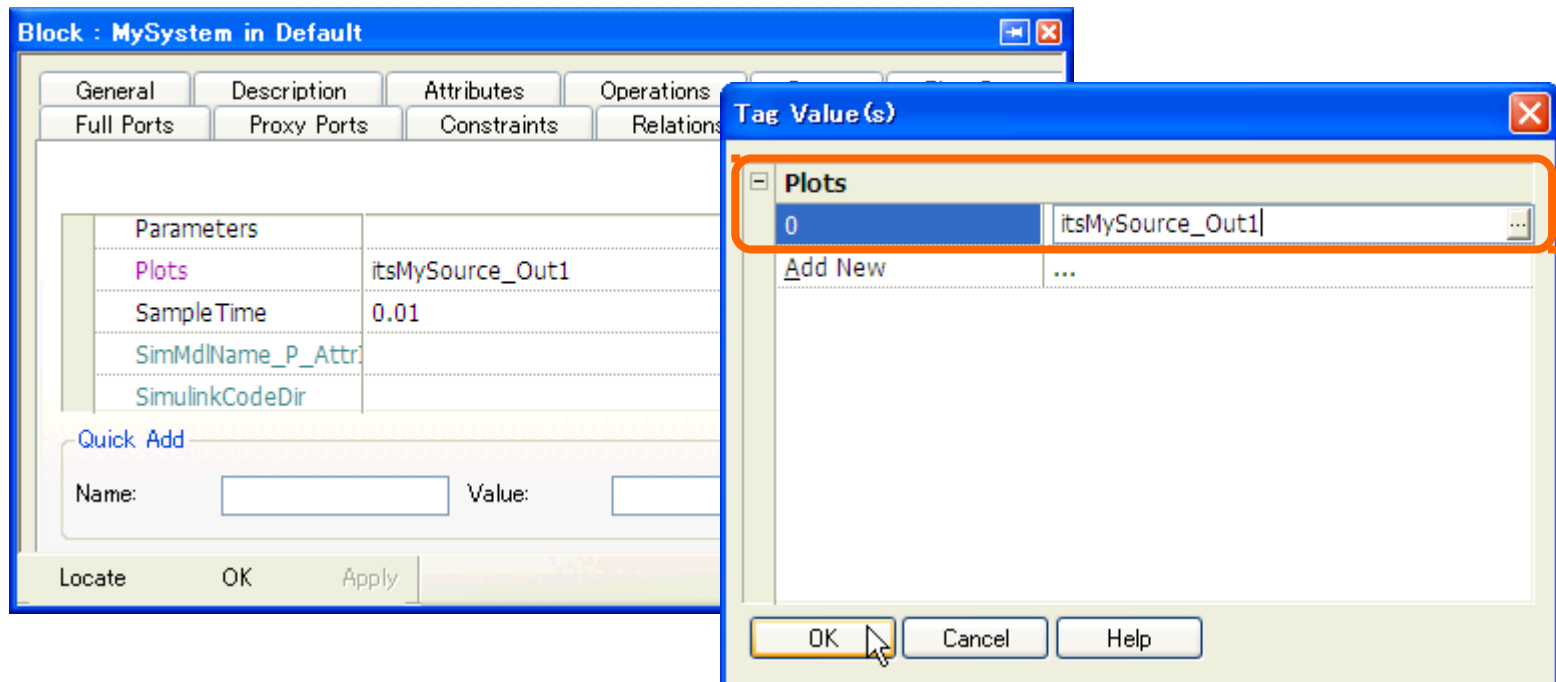 Block : MySystem in Default
General Description Attributes Operations
Full Ports Proxy Ports Constraints Relations
Parameters
Plots itsMySource_Out1
SampleTime 0.01
SimMdlName_P_Attr
SimulinkCodeDir
Quick Add
Name: Value:
Locate OK Apply
Tag Value(s)
Plots
0 itsMySource_Out1 ...
Add New ...
OK Cancel Help